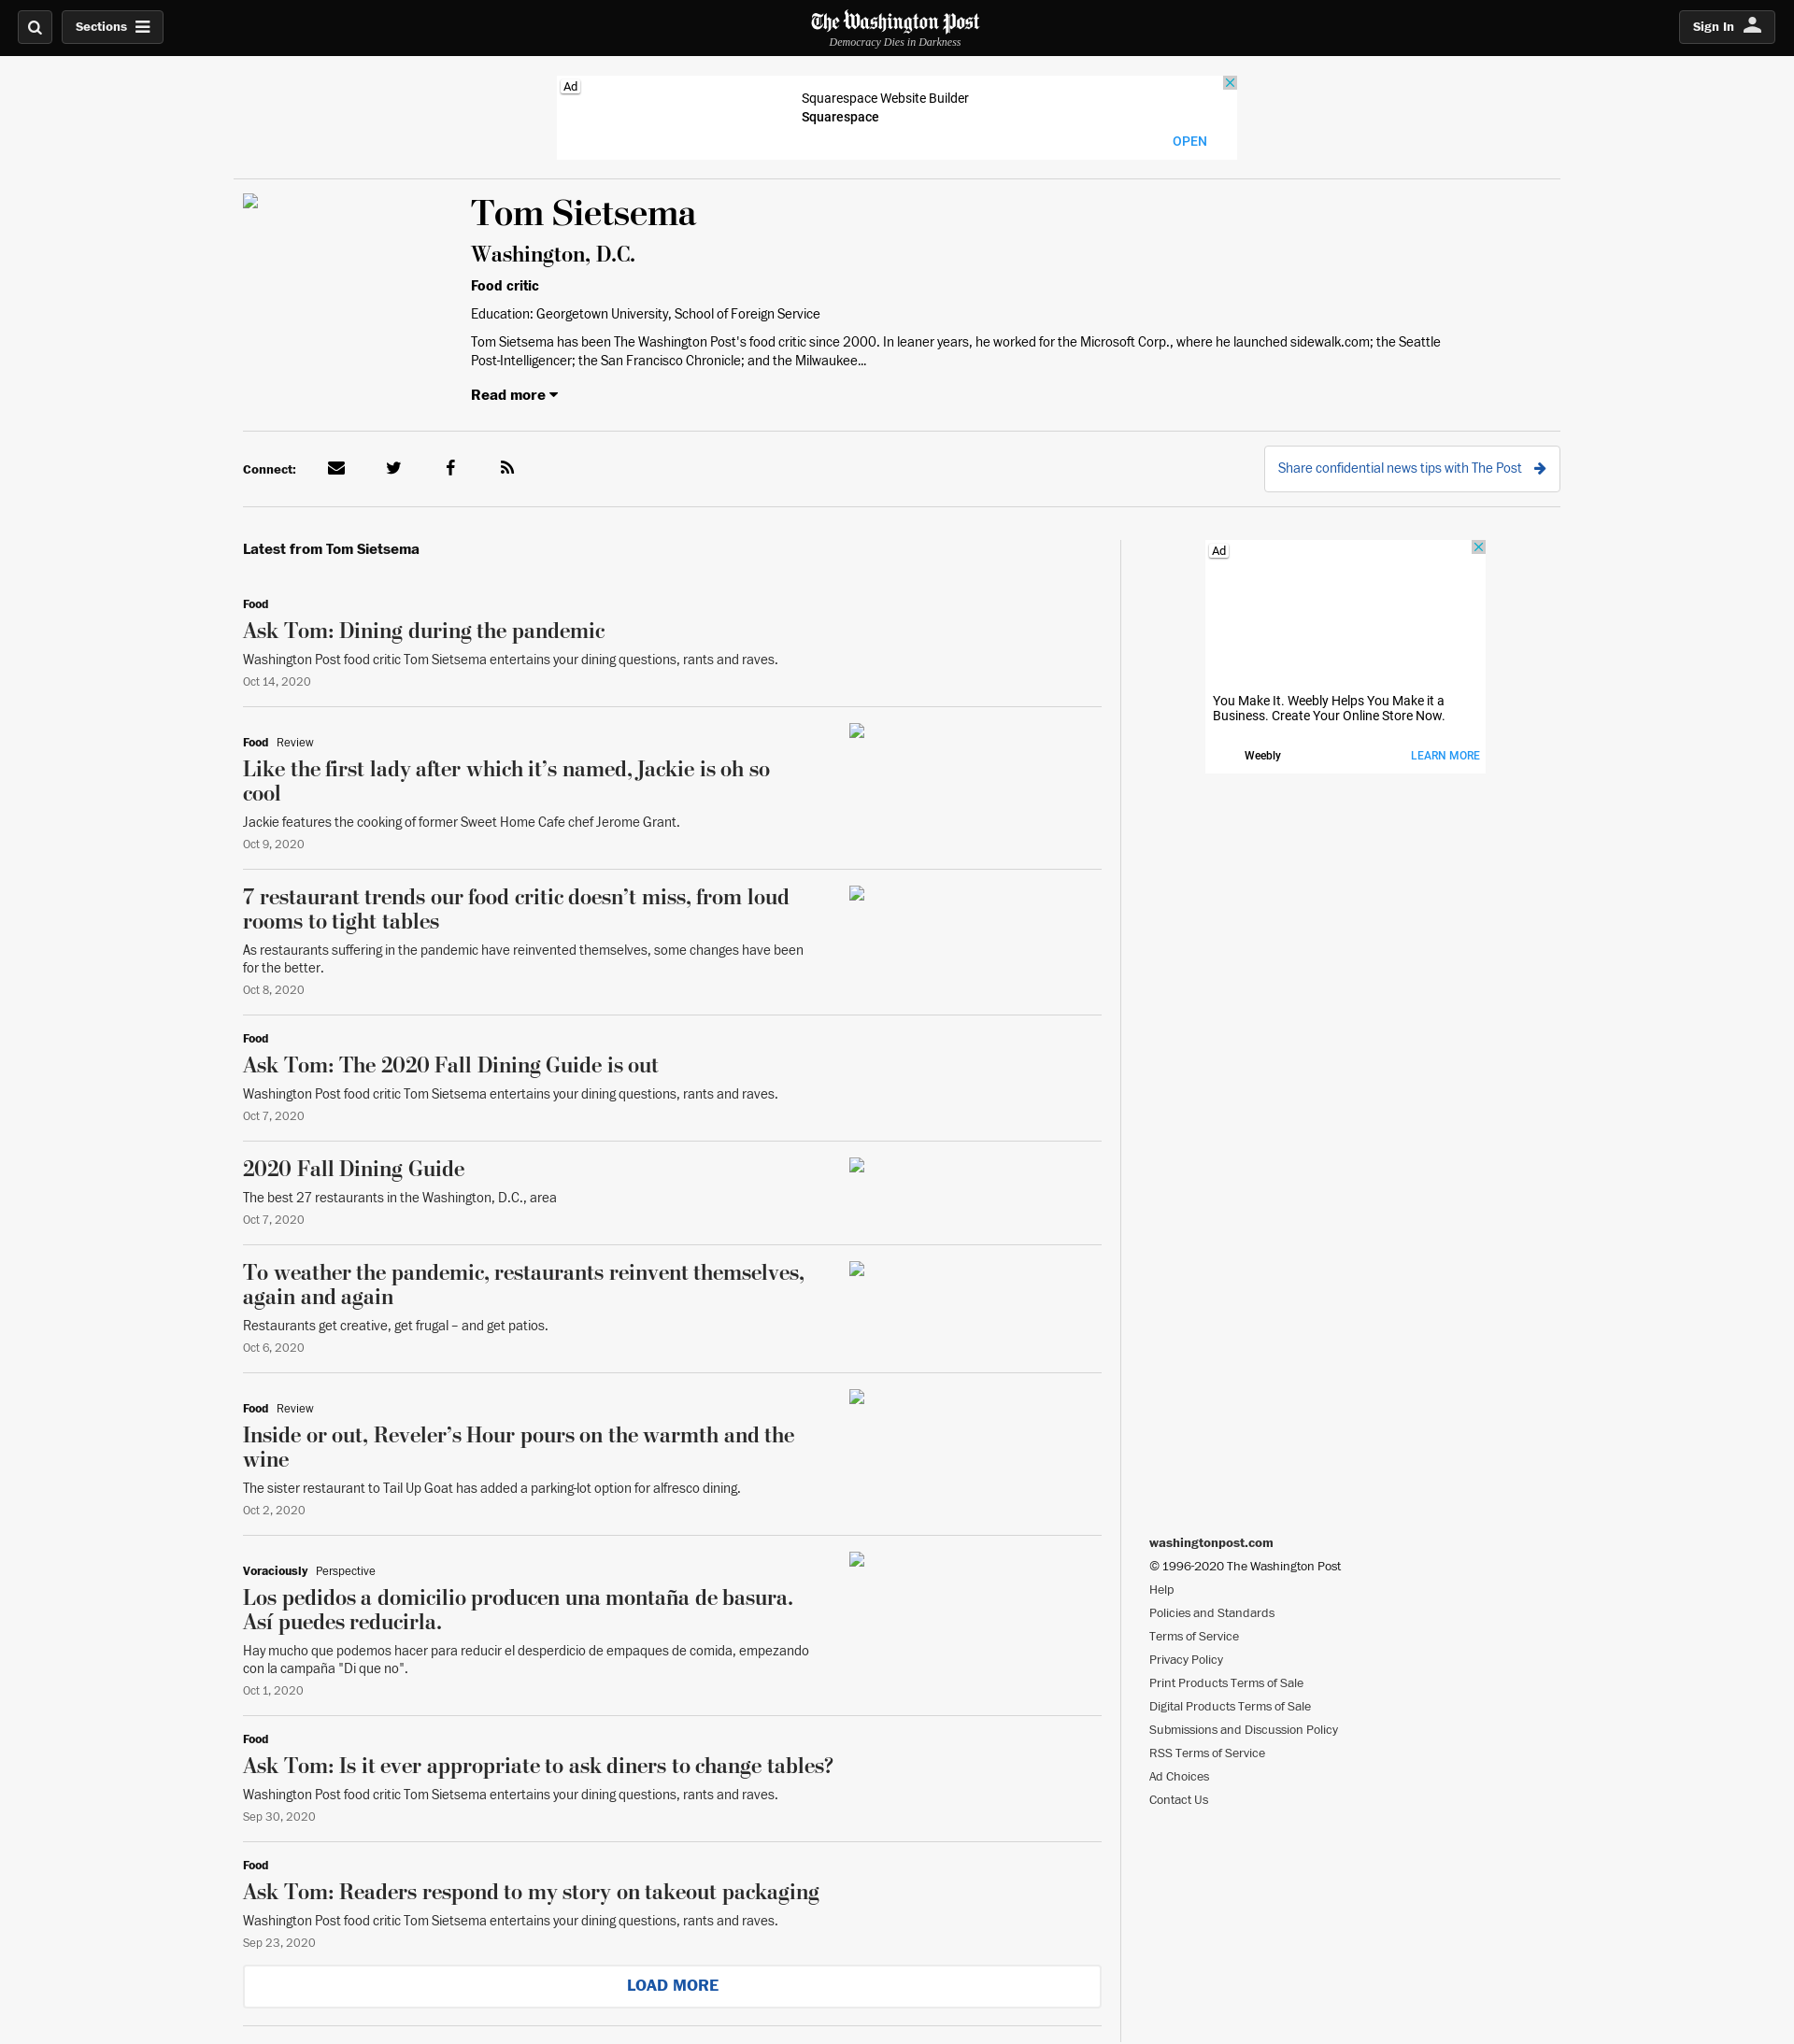 Sections
The Washington Post
Democracy Dies in Darkness
Sign In
Ad
Squarespace Website Builder
Squarespace
OPEN
Tom Sietsema
Washington, D.C.
Food critic
Education: Georgetown University, School of Foreign Service
Tom Sietsema has been The Washington Post's food critic since 2000. In leaner years, he worked for the Microsoft Corp., where he launched sidewalk.com; the Seattle
Post-Intelligencer; the San Francisco Chronicle; and the Milwaukee...
Read more
Connect:
Share confidential news tips with The Post
Latest from Tom Sietsema
Food
Ask Tom: Dining during the pandemic
Washington Post food critic Tom Sietsema entertains your dining questions, rants and raves.
Oct 14, 2020
Food Review
Like the first lady after which it’s named, Jackie is oh so
cool
Jackie features the cooking of former Sweet Home Cafe chef Jerome Grant.
Oct 9, 2020
7 restaurant trends our food critic doesn’t miss, from loud
rooms to tight tables
As restaurants suffering in the pandemic have reinvented themselves, some changes have been
for the better.
Oct 8, 2020
Food
Ask Tom: The 2020 Fall Dining Guide is out
Washington Post food critic Tom Sietsema entertains your dining questions, rants and raves.
Oct 7, 2020
2020 Fall Dining Guide
The best 27 restaurants in the Washington, D.C., area
Oct 7, 2020
To weather the pandemic, restaurants reinvent themselves,
again and again
Restaurants get creative, get frugal – and get patios.
Oct 6, 2020
Food Review
Inside or out, Reveler’s Hour pours on the warmth and the
wine
The sister restaurant to Tail Up Goat has added a parking-lot option for alfresco dining.
Oct 2, 2020
Voraciously Perspective
Los pedidos a domicilio producen una montaña de basura.
Así puedes reducirla.
Hay mucho que podemos hacer para reducir el desperdicio de empaques de comida, empezando
con la campaña "Di que no".
Oct 1, 2020
Food
Ask Tom: Is it ever appropriate to ask diners to change tables?
Washington Post food critic Tom Sietsema entertains your dining questions, rants and raves.
Sep 30, 2020
Food
Ask Tom: Readers respond to my story on takeout packaging
Washington Post food critic Tom Sietsema entertains your dining questions, rants and raves.
Sep 23, 2020
LOAD MORE
Ad
You Make It. Weebly Helps You Make it a
Business. Create Your Online Store Now.
Weebly
LEARN MORE
washingtonpost.com
© 1996-2020 The Washington Post
Help
Policies and Standards
Terms of Service
Privacy Policy
Print Products Terms of Sale
Digital Products Terms of Sale
Submissions and Discussion Policy
RSS Terms of Service
Ad Choices
Contact Us